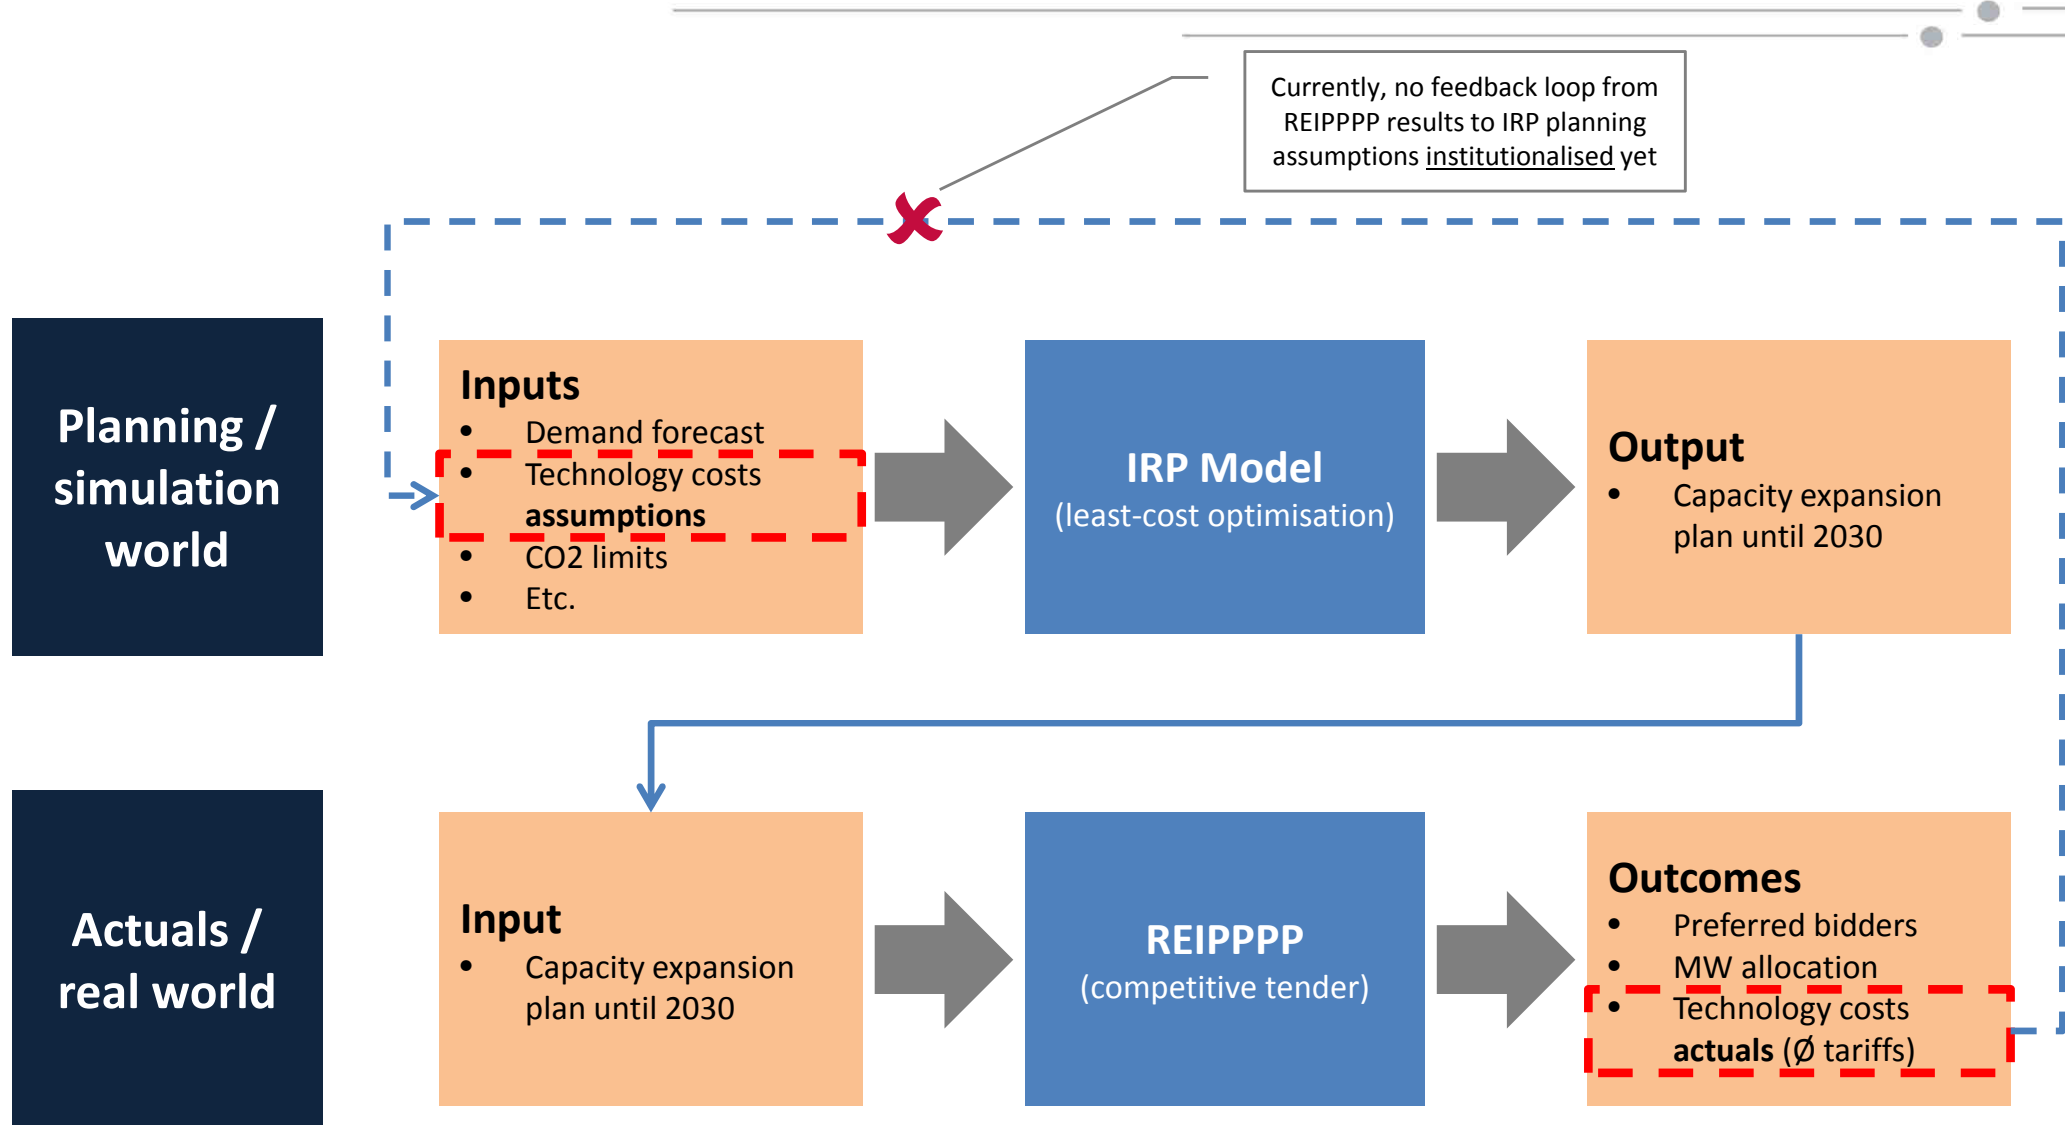 Currently, no feedback loop from
REIPPPP results to IRP planning
assumptions institutionalised yet
Planning /
simulation
world
Inputs
• Demand forecast
• Technology costs
assumptions
• CO2 limits
• Etc.
IRP Model
(least-cost optimisation)
Output
• Capacity expansion
plan until 2030
Actuals /
real world
Input
• Capacity expansion
plan until 2030
REIPPPP
(competitive tender)
Outcomes
• Preferred bidders
• MW allocation
• Technology costs
actuals (Ø tariffs)